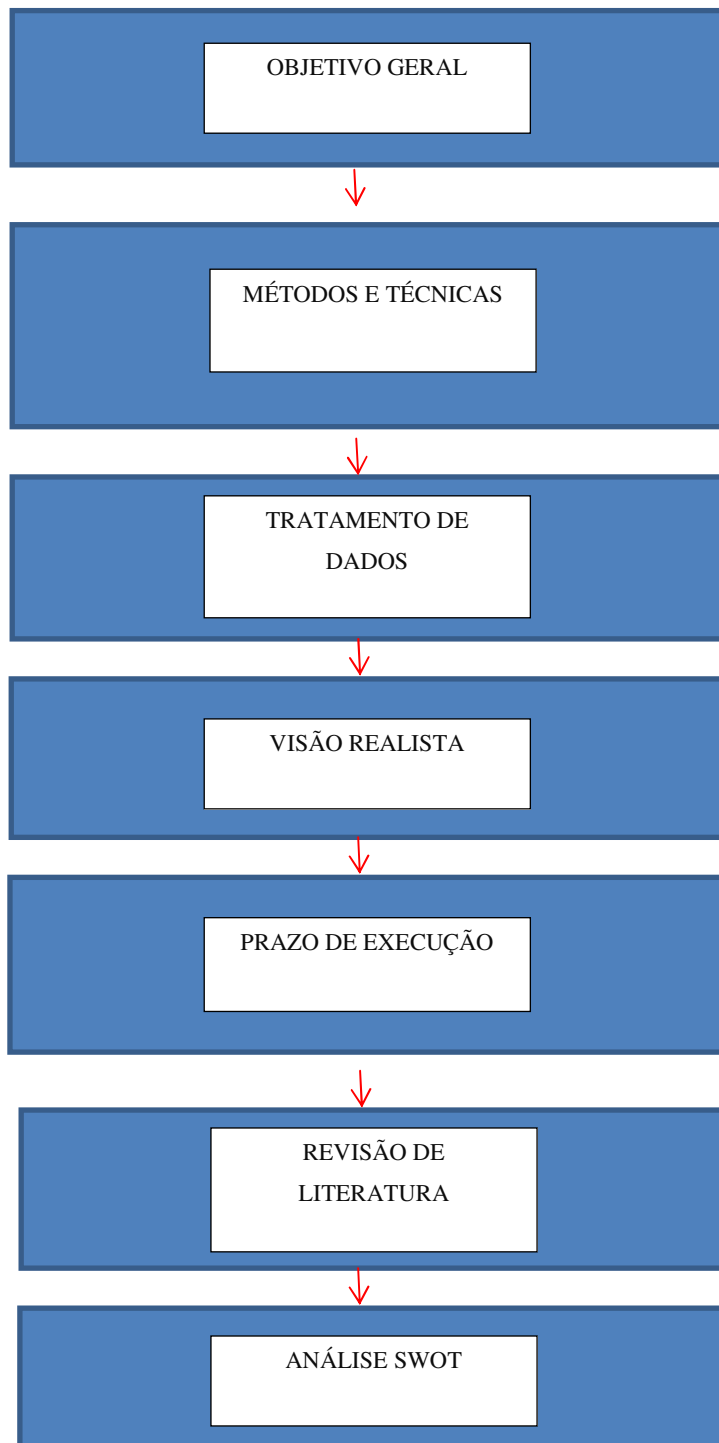 OBJETIVO GERAL
MÉTODOS E TÉCNICAS
TRATAMENTO DE
DADOS
VISÃO REALISTA
PRAZO DE EXECUÇÃO
REVISÃO DE
LITERATURA
ANÁLISE SWOT